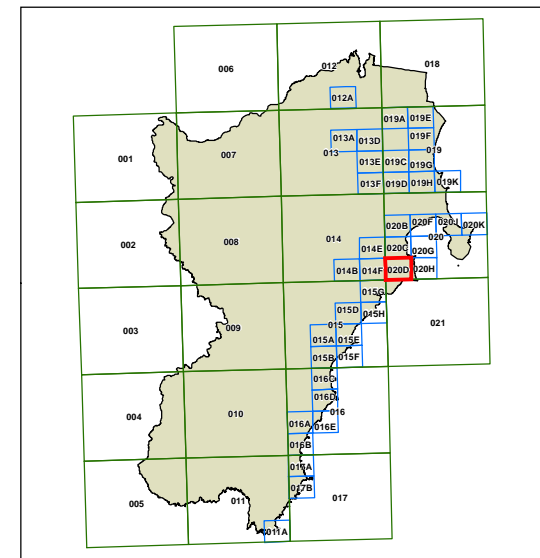 018
006
012
012A
019A 019E
013A 013D 019F
001 007 013 019
013E 019C 019G
013F 019D 019H 019K
020B 020F 020J 020K
002 008 014 020
014E 020C 020G
014B 014F 020D 020H
015G
015D 015H
003 009 015 021
015A 015E
015B 015F
016C
016D
004 010 016
016A 016E
016B
017A
017B
005 011 017
011A